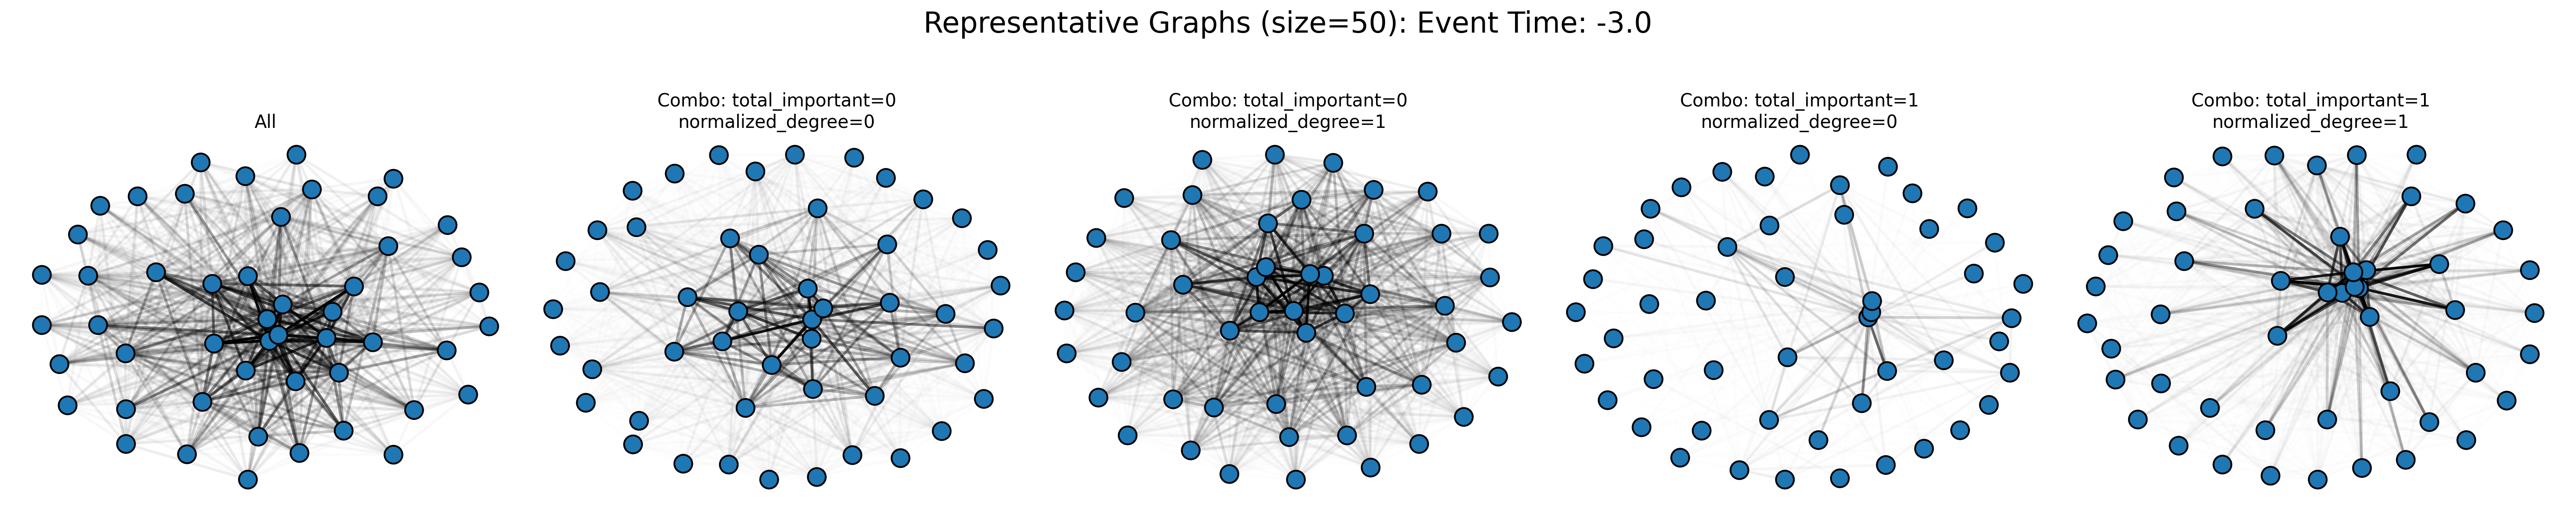 Representative Graphs (size=50): Event Time: -3.0
All
Combo: total_important=0
normalized_degree=0
Combo: total_important=0
normalized_degree=1
Combo: total_important=1
normalized_degree=0
Combo: total_important=1
normalized_degree=1